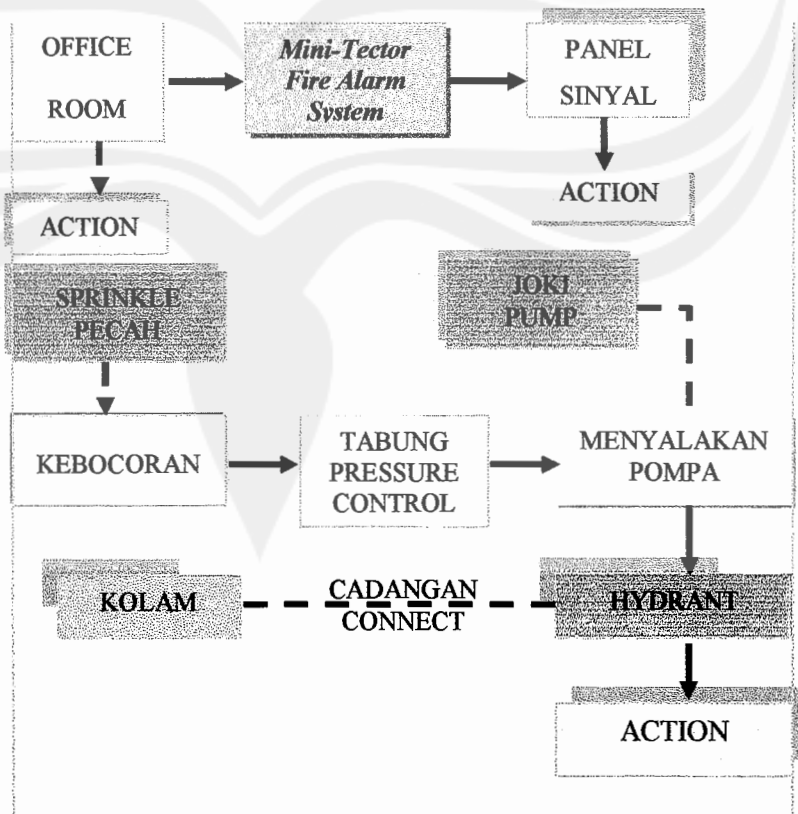 OFFICE
ROOM
Mini-Tector
Fire Alarm
System
PANEL
SINYAL
ACTION
ACTION
SPRINKLE
PECAH
JOKI
PUMP
KEBOCORAN
TABUNG
PRESSURE
CONTROL
MENYALAKAN
POMPA
KOLAM
CADANGAN
CONNECT
HYDRANT
ACTION